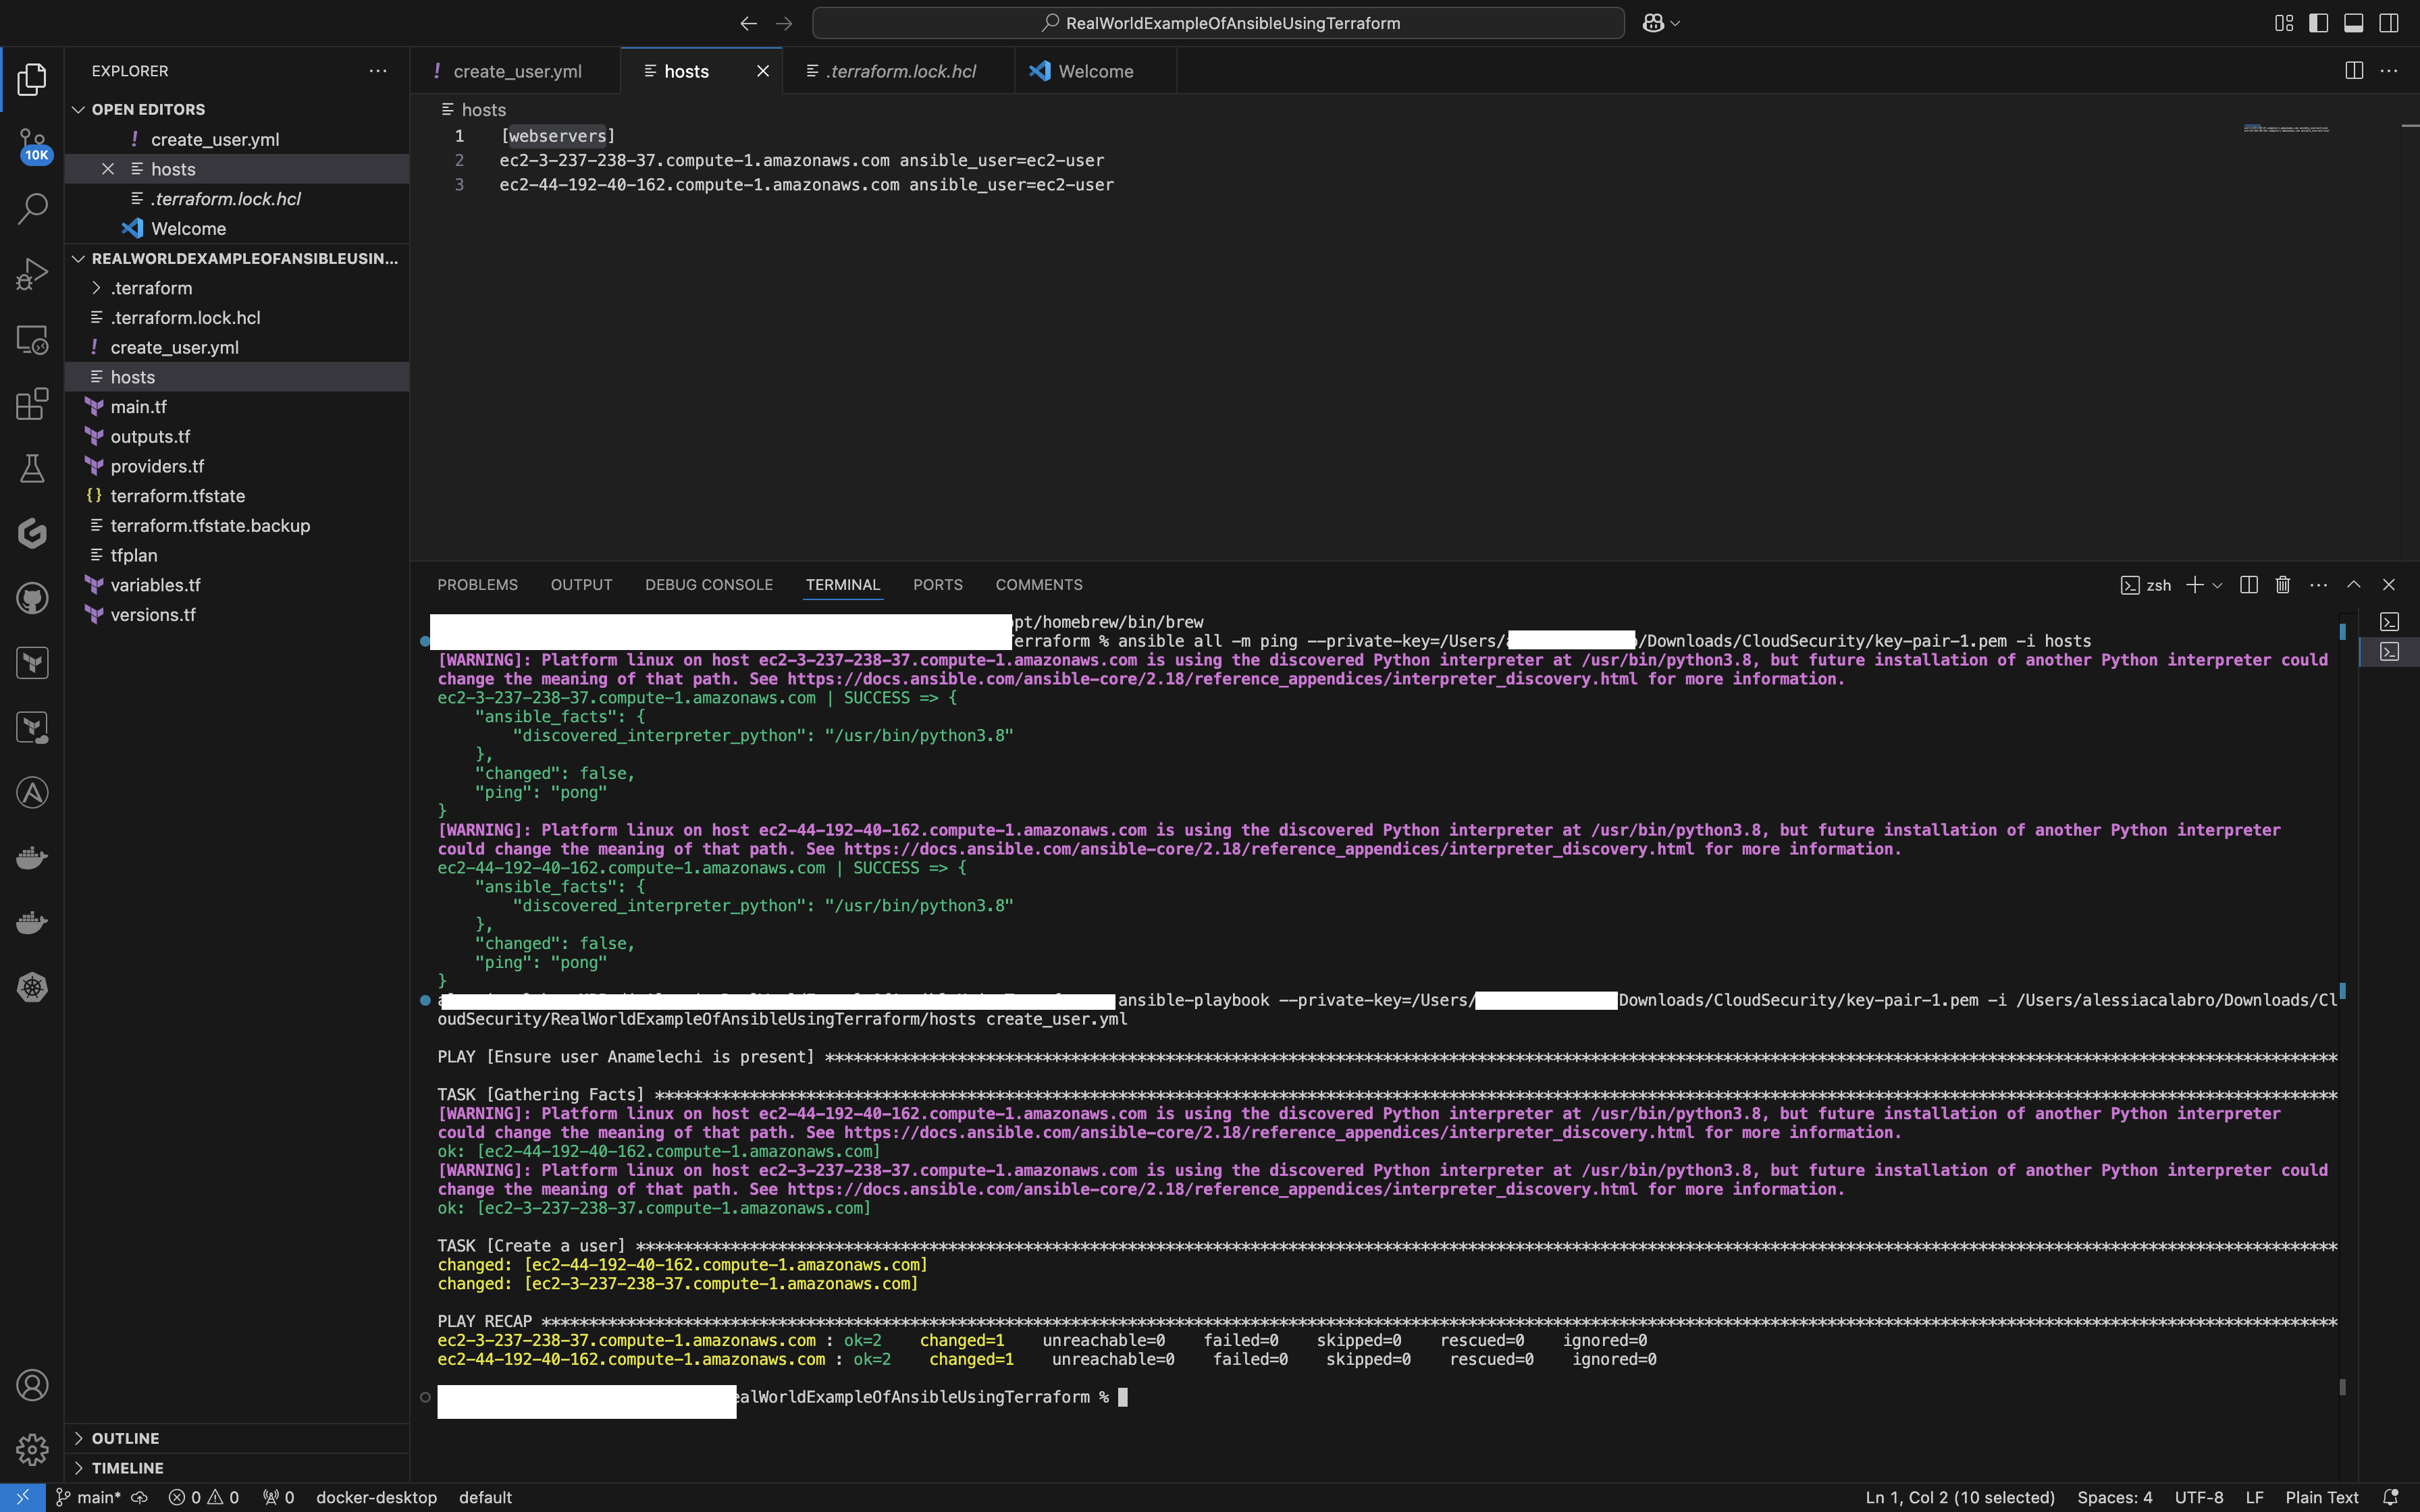 RealWorldExampleOfAnsibleUsingTerraform
EXPLORER
OPEN EDITORS
! create_user.yml
hosts
.terraform.lock.hcl
Welcome
REALWORLDEXAMPLEOFANSIBLEUSIN...
.terraform
.terraform.lock.hcl
! create_user.yml
hosts
main.tf
outputs.tf
providers.tf
{} terraform.tfstate
terraform.tfstate.backup
tfplan
variables.tf
versions.tf
OUTLINE
TIMELINE
10K
! create_user.yml
hosts
.terraform.lock.hcl
Welcome
hosts
1 [webservers]
2 ec2-3-237-238-37.compute-1.amazonaws.com ansible_user=ec2-user
3 ec2-44-192-40-162.compute-1.amazonaws.com ansible_user=ec2-user
PROBLEMS OUTPUT DEBUG CONSOLE TERMINAL PORTS COMMENTS
zsh
pt/homebrew/bin/brew
erraform % ansible all -m ping --private-key=/Users/ /Downloads/CloudSecurity/key-pair-1.pem -i hosts
[WARNING]: Platform linux on host ec2-3-237-238-37.compute-1.amazonaws.com is using the discovered Python interpreter at /usr/bin/python3.8, but future installation of another Python interpreter could
change the meaning of that path. See https://docs.ansible.com/ansible-core/2.18/reference_appendices/interpreter_discovery.html for more information.
ec2-3-237-238-37.compute-1.amazonaws.com | SUCCESS => {
"ansible_facts": {
"discovered_interpreter_python": "/usr/bin/python3.8"
},
"changed": false,
"ping": "pong"
}
[WARNING]: Platform linux on host ec2-44-192-40-162.compute-1.amazonaws.com is using the discovered Python interpreter at /usr/bin/python3.8, but future installation of another Python interpreter
could change the meaning of that path. See https://docs.ansible.com/ansible-core/2.18/reference_appendices/interpreter_discovery.html for more information.
ec2-44-192-40-162.compute-1.amazonaws.com | SUCCESS => {
"ansible_facts": {
"discovered_interpreter_python": "/usr/bin/python3.8"
},
"changed": false,
"ping": "pong"
}
ansible-playbook --private-key=/Users/ Downloads/CloudSecurity/key-pair-1.pem -i /Users/alessiacalabro/Downloads/Cl
oudSecurity/RealWorldExampleOfAnsibleUsingTerraform/hosts create_user.yml
PLAY [Ensure user Anamelechi is present] ****************************************************************************************************************************************************************
TASK [Gathering Facts] **********************************************************************************************************************************************************************************
[WARNING]: Platform linux on host ec2-44-192-40-162.compute-1.amazonaws.com is using the discovered Python interpreter at /usr/bin/python3.8, but future installation of another Python interpreter
could change the meaning of that path. See https://docs.ansible.com/ansible-core/2.18/reference_appendices/interpreter_discovery.html for more information.
ok: [ec2-44-192-40-162.compute-1.amazonaws.com]
[WARNING]: Platform linux on host ec2-3-237-238-37.compute-1.amazonaws.com is using the discovered Python interpreter at /usr/bin/python3.8, but future installation of another Python interpreter could
change the meaning of that path. See https://docs.ansible.com/ansible-core/2.18/reference_appendices/interpreter_discovery.html for more information.
ok: [ec2-3-237-238-37.compute-1.amazonaws.com]
TASK [Create a user] ************************************************************************************************************************************************************************************
changed: [ec2-44-192-40-162.compute-1.amazonaws.com]
changed: [ec2-3-237-238-37.compute-1.amazonaws.com]
PLAY RECAP **********************************************************************************************************************************************************************************************
ec2-3-237-238-37.compute-1.amazonaws.com : ok=2 changed=1 unreachable=0 failed=0 skipped=0 rescued=0 ignored=0
ec2-44-192-40-162.compute-1.amazonaws.com : ok=2 changed=1 unreachable=0 failed=0 skipped=0 rescued=0 ignored=0
ealWorldExampleOfAnsibleUsingTerraform %
main* 0 0 0 docker-desktop default
Ln 1, Col 2 (10 selected) Spaces: 4 UTF-8 LF Plain Text